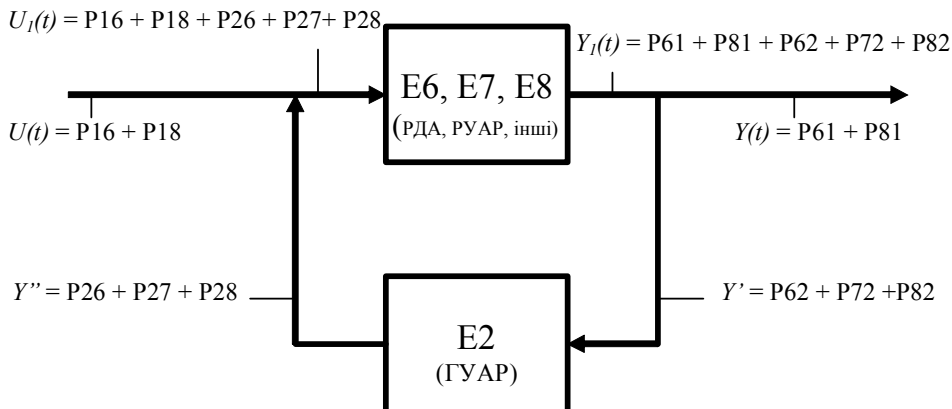 U₁(t) = P16 + P18 + P26 + P27+ P28
Y₁(t) = P61 + P81 + P62 + P72 + P82
E6, E7, E8
(РДА, РУАР, інші)
U(t) = P16 + P18
Y(t) = P61 + P81
Y’’ = P26 + P27 + P28
Y’ = P62 + P72 +P82
E2
(ГУАР)